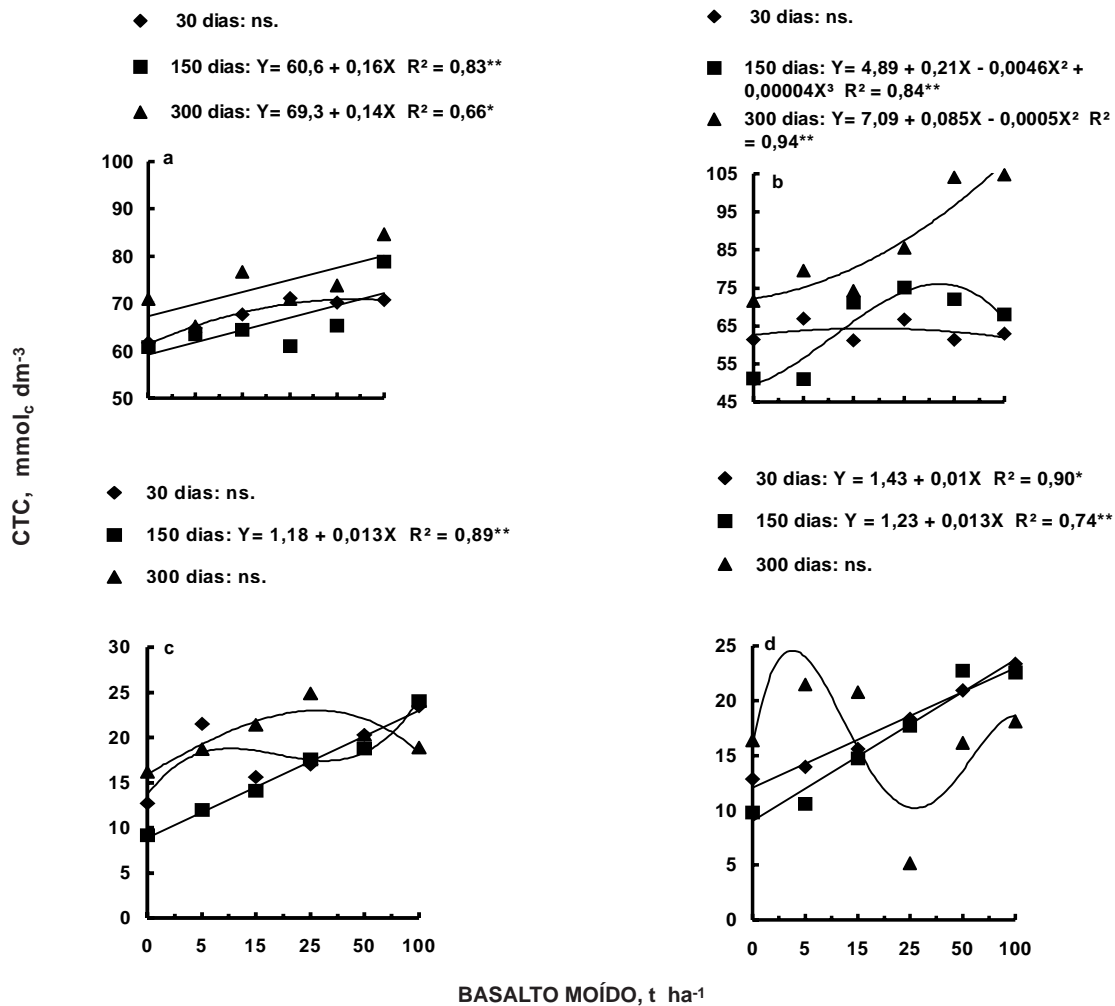 30 dias: ns.
150 dias: Y= 60,6 + 0,16X R² = 0,83**
300 dias: Y= 69,3 + 0,14X R² = 0,66*
30 dias: ns.
150 dias: Y = 4,89 + 0,21X - 0,0046X² +
0,00004X³ R² = 0,84**
300 dias: Y = 7,09 + 0,085X - 0,0005X² R²
= 0,94**
a
100
90
80
70
60
50
b
105
95
85
75
65
55
45
CTC, mmolc dm-3
30 dias: ns.
150 dias: Y= 1,18 + 0,013X R² = 0,89**
300 dias: ns.
30 dias: Y = 1,43 + 0,01X R² = 0,90*
150 dias: Y = 1,23 + 0,013X R² = 0,74**
300 dias: ns.
c
30
25
20
15
10
5
0
0 5 15 25 50 100
d
25
20
15
10
5
0
0 5 15 25 50 100
BASALTO MOÍDO, t ha-1